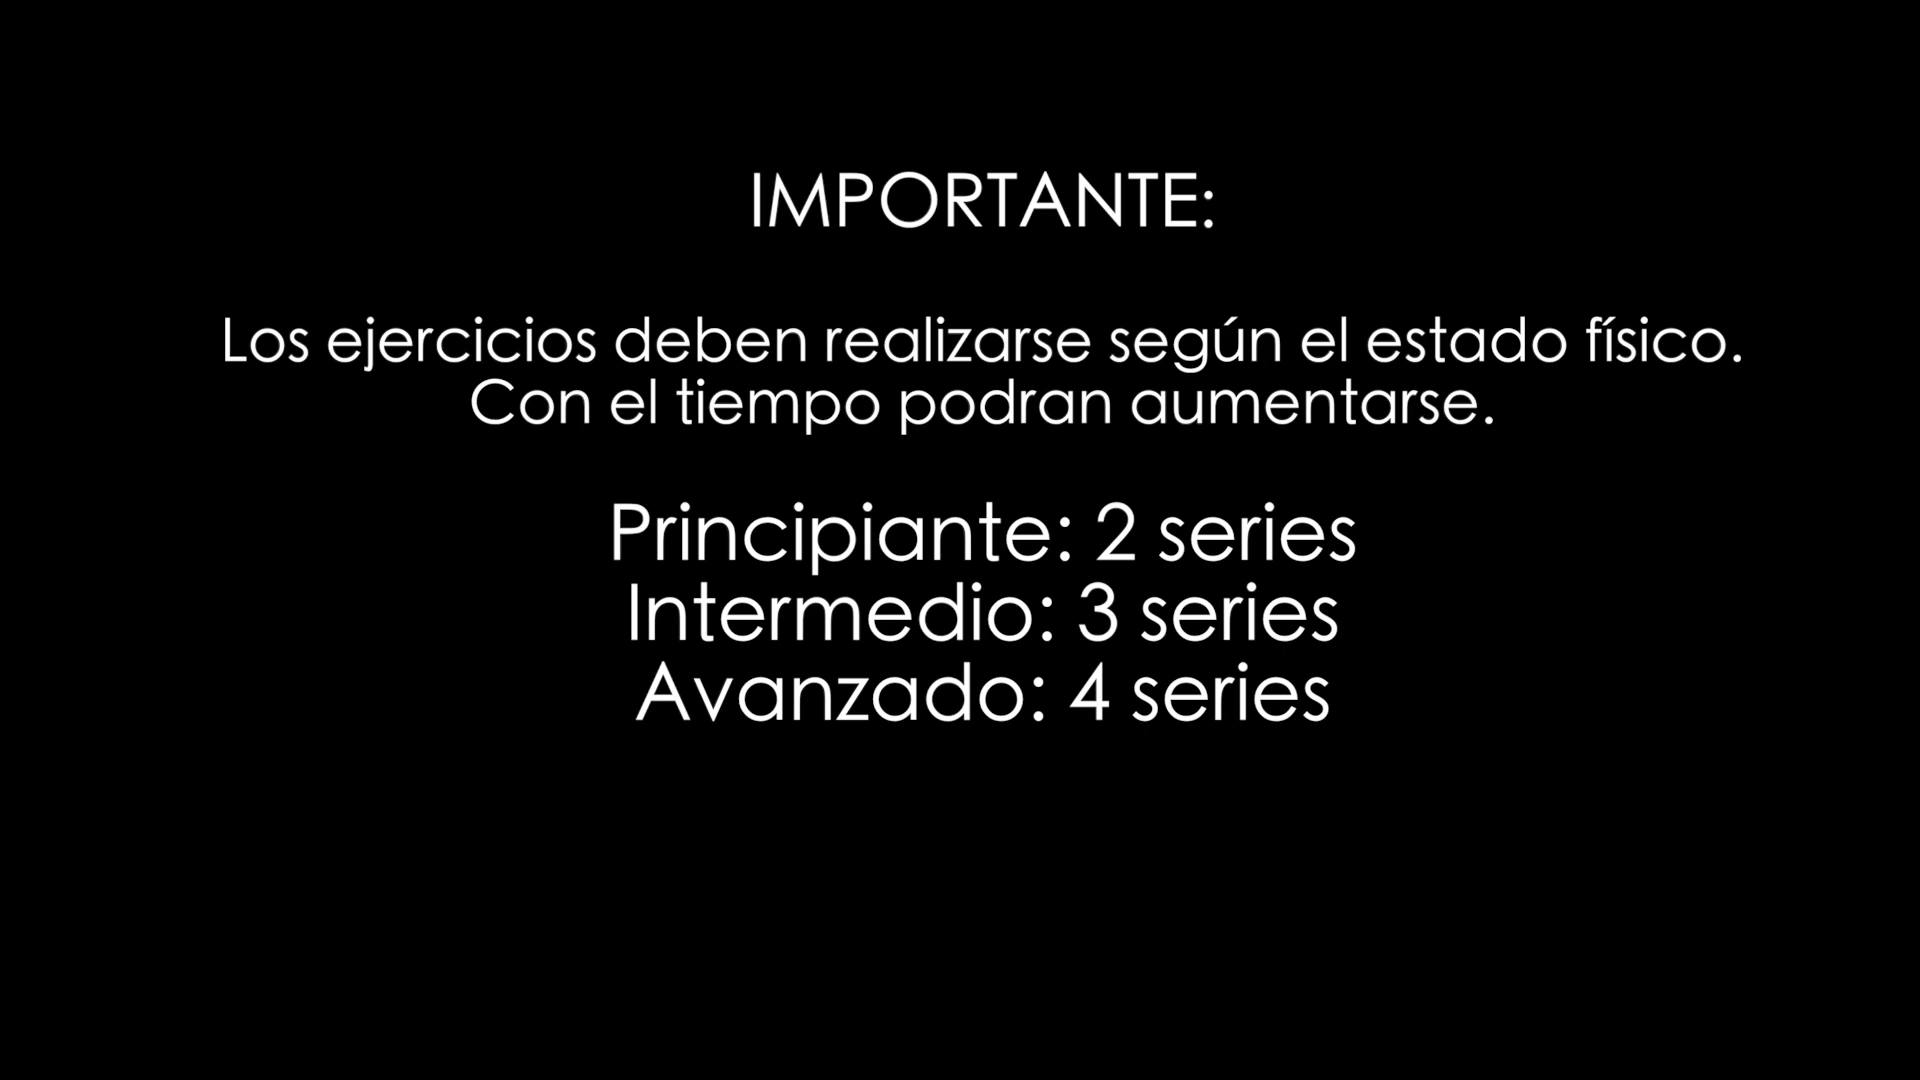 IMPORTANTE:
Los ejercicios deben realizarse según el estado físico.
Con el tiempo podran aumentarse.
Principiante: 2 series
Intermedio: 3 series
Avanzado: 4 series